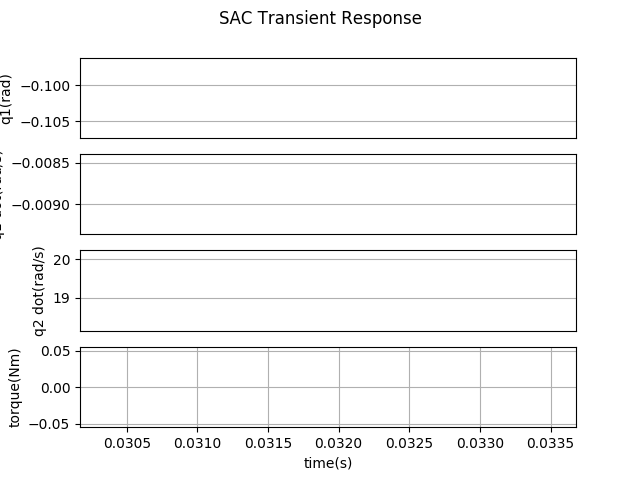 SAC Transient Response
q1(rad)
−0.100
−0.105
−0.0085
−0.0090
q2 dot(rad/s)
20
19
torque(Nm)
0.05
0.00
−0.05
0.0305 0.0310 0.0315 0.0320 0.0325 0.0330 0.0335
time(s)